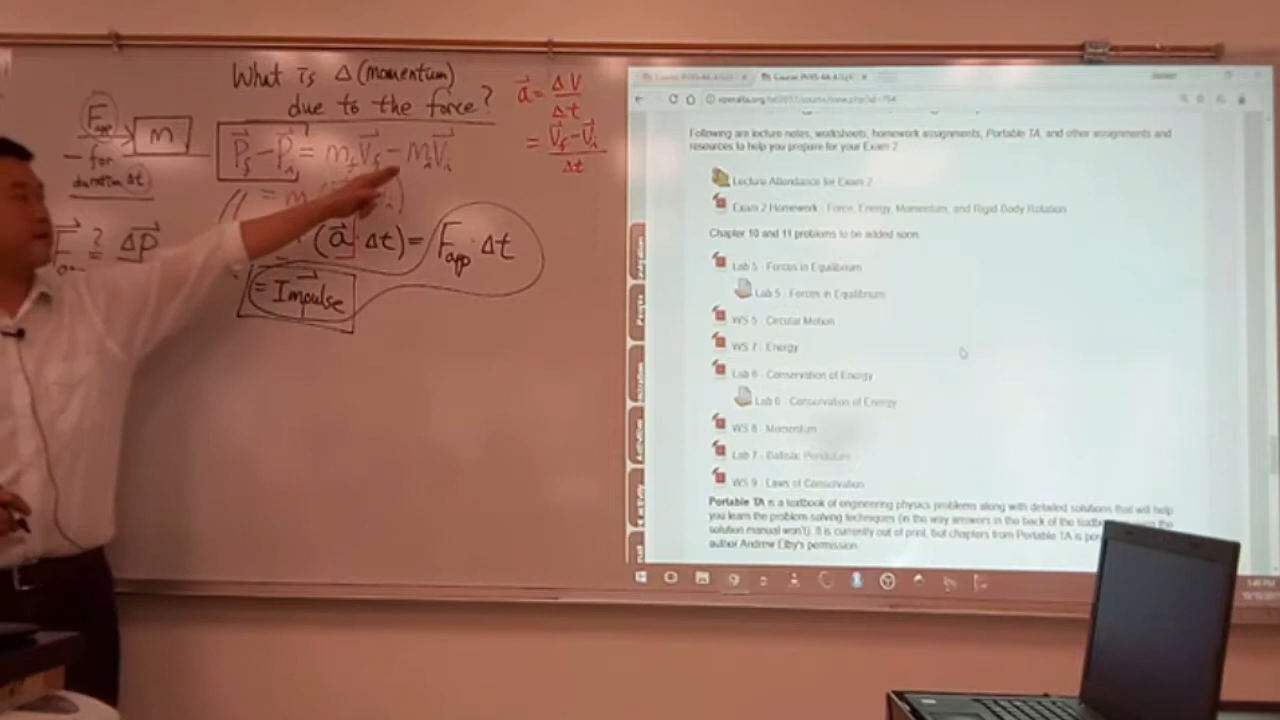 What is Δ(momentum)
due to the force?
F_app
m
- for
duration Δt
P⃗_f - P⃗_i = m_f V⃗_f - m_i V⃗_i
= m
(a⃗ · Δt) = F_app · Δt
= Impulse
? ΔP
=
a⃗ = ΔV / Δt
= V⃗_f - V⃗_i / Δt
Following are lecture notes, worksheets, homework assignments, Portable TA, and other assignments and
resources to help you prepare for your Exam 2
Lecture Attendance for Exam 2
Exam 2 Homework - Force, Energy, Momentum, and Rigid-Body Rotation
Chapter 10 and 11 problems to be added soon.
Lab 5 - Forces in Equilibrium
Lab 5 - Forces in Equilibrium
WS 5 - Circular Motion
WS 7 - Energy
Lab 6 - Conservation of Energy
Lab 6 - Conservation of Energy
WS 8 - Momentum
Lab 7 - Ballistic Pendulum
WS 9 - Laws of Conservation
Portable TA is a textbook of engineering physics problems along with detailed solutions that will help
you learn the problem-solving techniques (in the way answers in the back of the
solution manual won't). It is currently out of print, but chapters from Portable TA is
author Andrew Elby's permission.